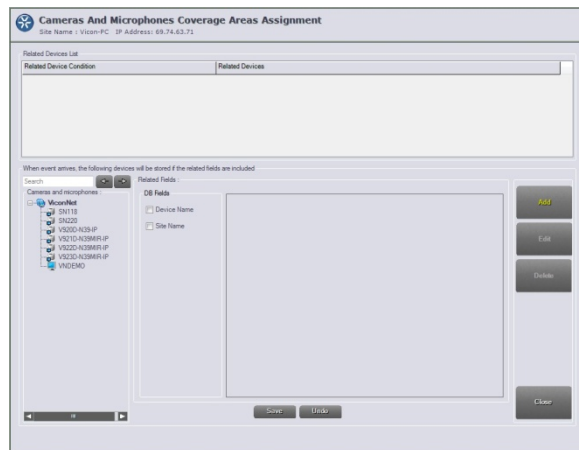 Cameras And Microphones Coverage Areas Assignment
Site Name : Vicon-PC IP Address: 69.74.63.71
Related Devices List
Related Device Condition Related Devices
When event arrives, the following devices will be stored if the related fields are included
Search
Related Fields :
Cameras and microphones :
DB Fields
ViconNet
SN118
SN220
V920D-N39-IP
V921D-N39MIR-IP
V922D-N39MIR-IP
V923D-N39MIR-IP
VNDEMO
Device Name
Site Name
Add
Edit
Delete
Close
Save Undo